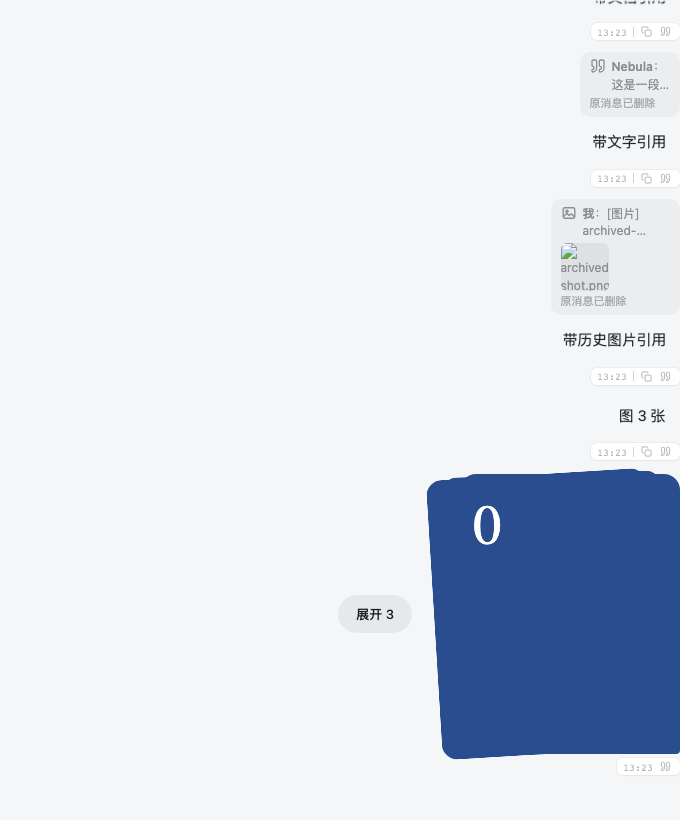 13:23
Nebula:
这是一段...
原消息已删除
带文字引用
13:23
我: [图片]
archived-...
archived
shot.png
原消息已删除
带历史图片引用
13:23
图 3 张
13:23
0
展开 3
13:23